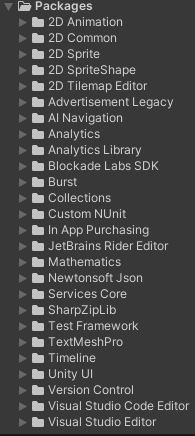 Packages
2D Animation
2D Common
2D Sprite
2D SpriteShape
2D Tilemap Editor
Advertisement Legacy
AI Navigation
Analytics
Analytics Library
Blockade Labs SDK
Burst
Collections
Custom NUnit
In App Purchasing
JetBrains Rider Editor
Mathematics
Newtonsoft Json
Services Core
SharpZipLib
Test Framework
TextMeshPro
Timeline
Unity UI
Version Control
Visual Studio Code Editor
Visual Studio Editor